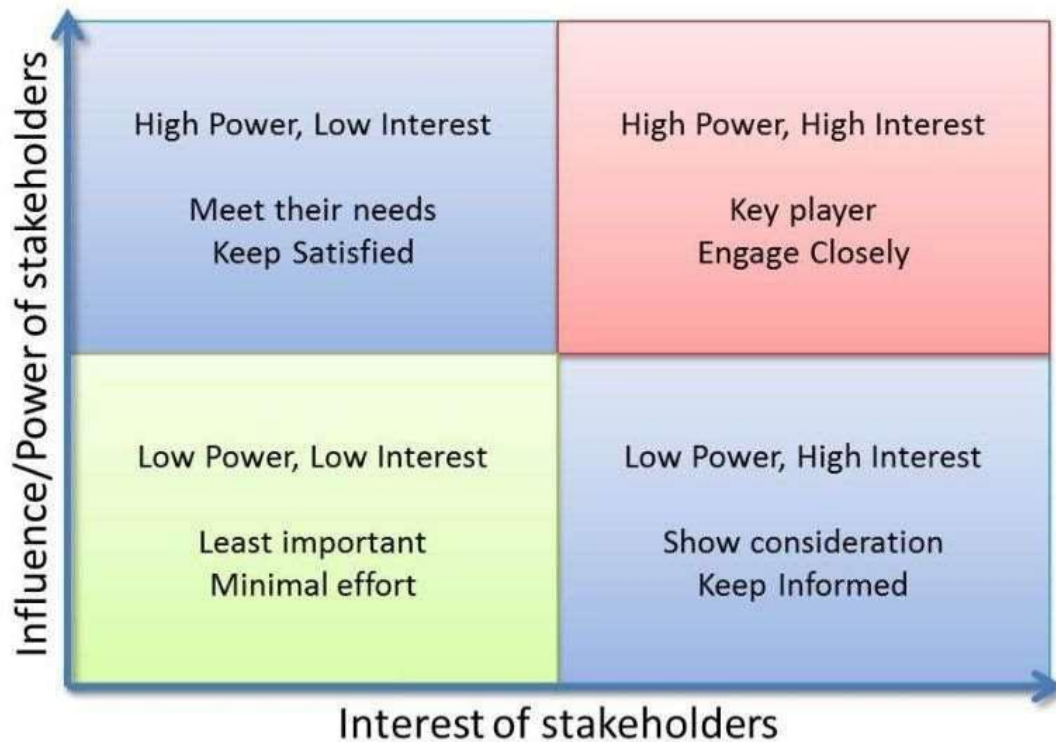 Influence/Power of stakeholders
High Power, Low Interest
Meet their needs
Keep Satisfied
High Power, High Interest
Key player
Engage Closely
Low Power, Low Interest
Least important
Minimal effort
Low Power, High Interest
Show consideration
Keep Informed
Interest of stakeholders